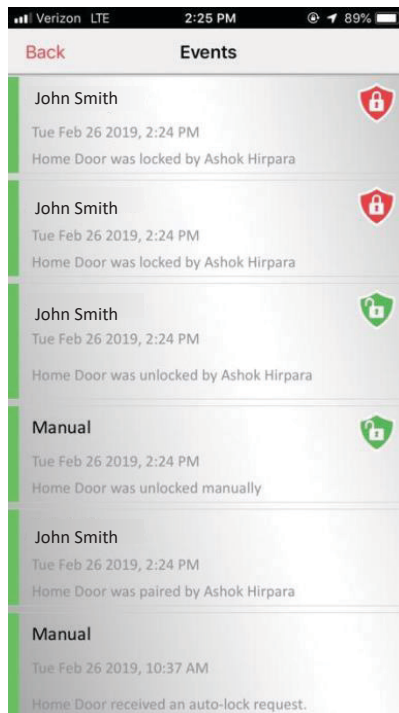 Verizon LTE 2:25 PM 89%
Back Events
John Smith
Tue Feb 26 2019, 2:24 PM
Home Door was locked by Ashok Hirpara
John Smith
Tue Feb 26 2019, 2:24 PM
Home Door was locked by Ashok Hirpara
John Smith
Tue Feb 26 2019, 2:24 PM
Home Door was unlocked by Ashok Hirpara
Manual
Tue Feb 26 2019, 2:24 PM
Home Door was unlocked manually
John Smith
Tue Feb 26 2019, 2:24 PM
Home Door was paired by Ashok Hirpara
Manual
Tue Feb 26 2019, 10:37 AM
Home Door received an auto-lock request.